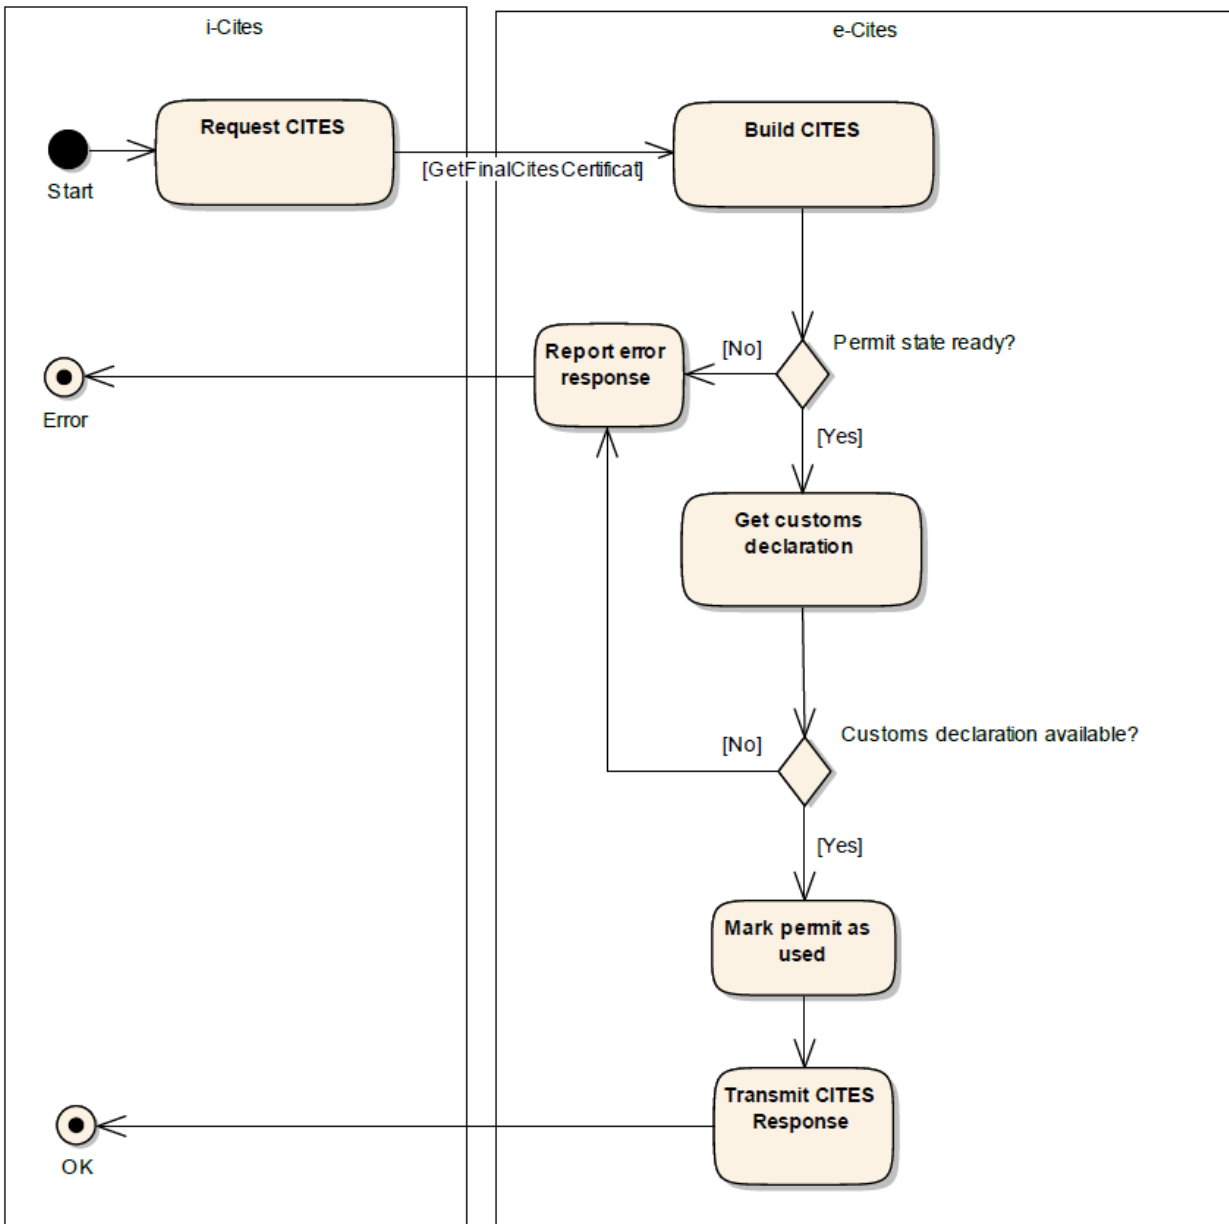 i-Cites
e-Cites
Request CITES
Build CITES
[GetFinalCitesCertificat]
Start
Permit state ready?
[No]
Report error
response
Error
[Yes]
Get customs
declaration
Customs declaration available?
[No]
[Yes]
Mark permit as
used
Transmit CITES
Response
OK